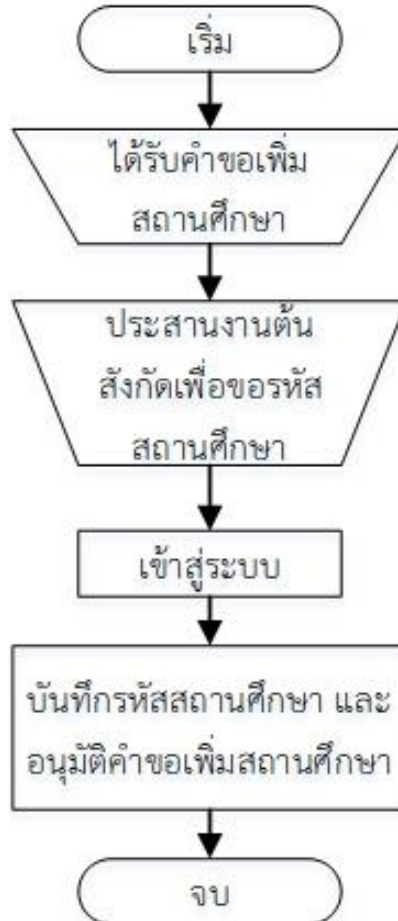 เริ่ม
ได้รับคำขอเพิ่ม
สถานศึกษา
ประสานงานต้น
สังกัดเพื่อขอรหัส
สถานศึกษา
เข้าสู่ระบบ
บันทึกรหัสสถานศึกษา และ
อนุมัติคำขอเพิ่มสถานศึกษา
จบ